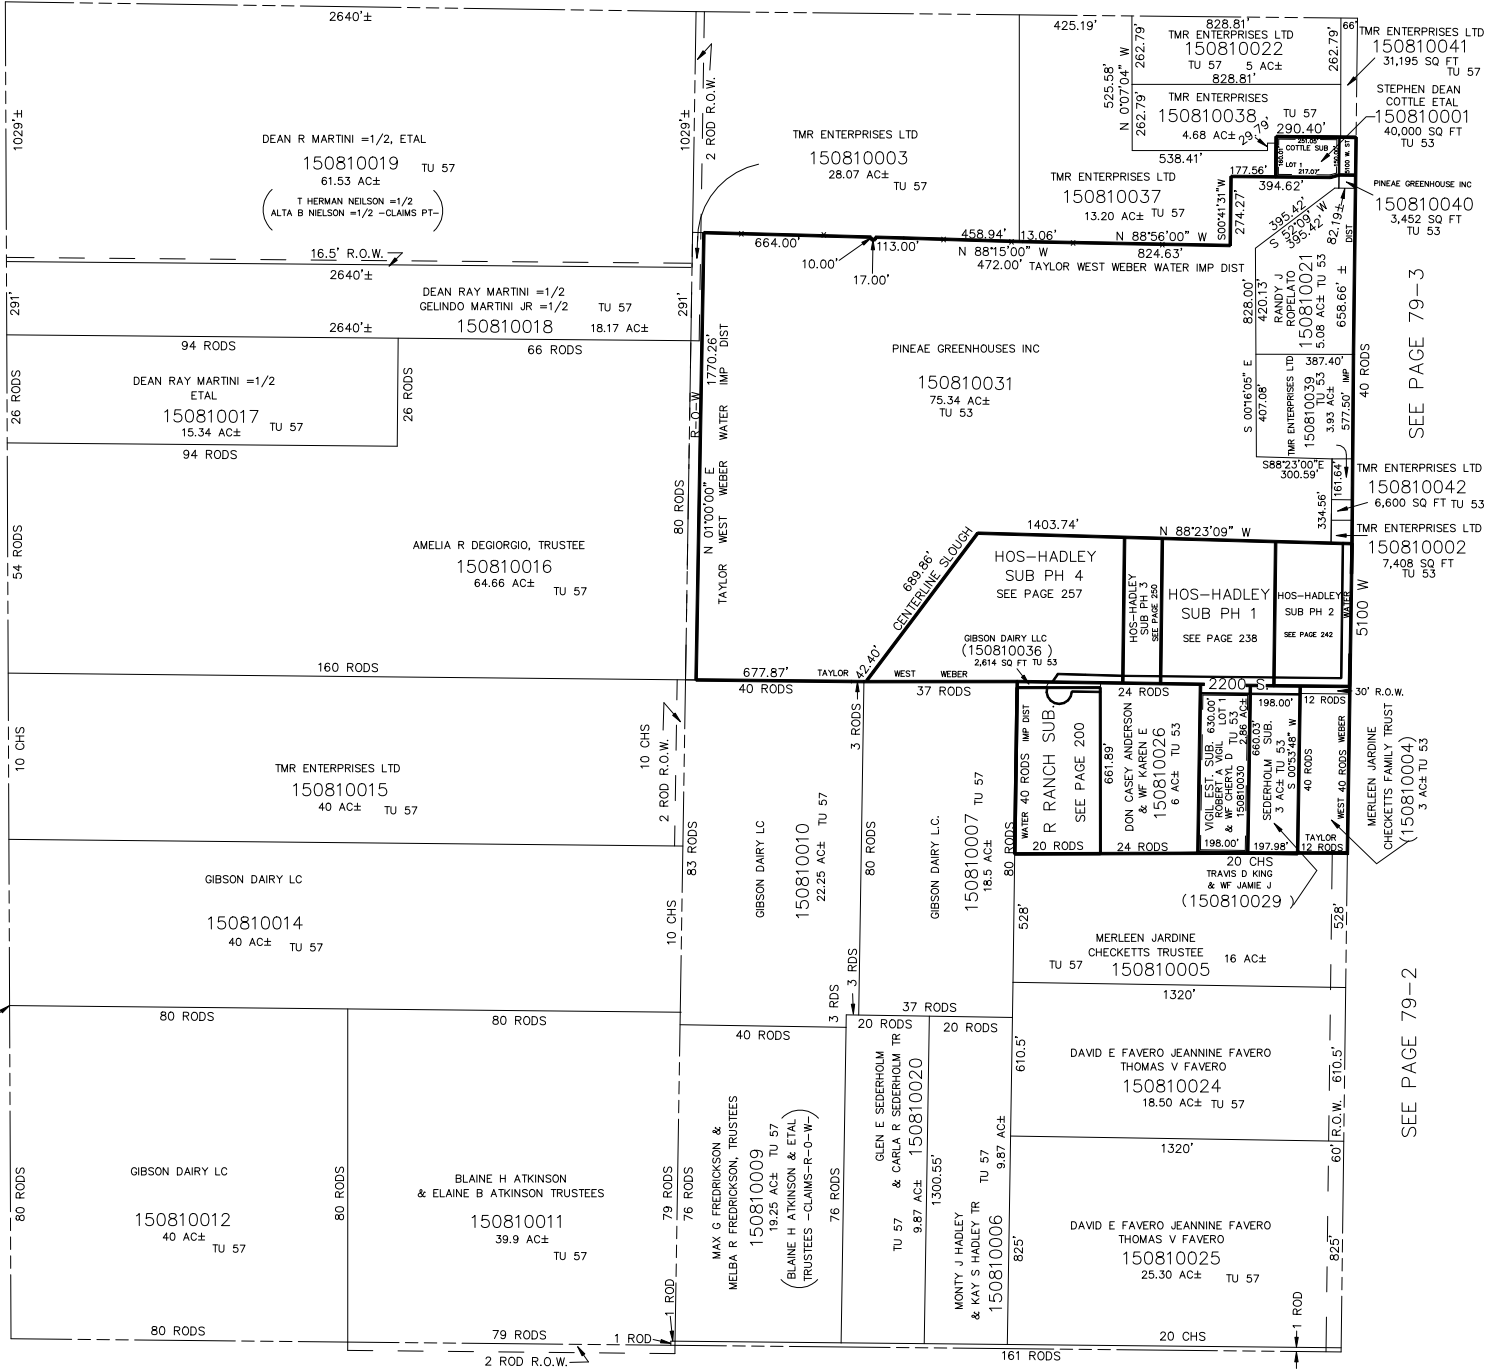 2640'±
425.19'
828.81'
66'
TMR ENTERPRISES LTD
150810022
TU 57 5 AC±
828.81'
262.79'
262.79'
262.79'
525.58'
N 0°07'04" W
TMR ENTERPRISES LTD
150810041
31,195 SQ FT
TU 57
STEPHEN DEAN
COTTLE ETAL
150810001
40,000 SQ FT
TU 53
TMR ENTERPRISES
150810038 TU 57
4.68 AC±
29.79'
290.40'
538.41'
251.05'
COTTLE SUB
LOT 1
217.07'
160.01'
150.00'
5100 W. ST
1029'±
1029'±
2 ROD R.O.W.
DEAN R MARTINI =1/2, ETAL
150810019 TU 57
61.53 AC±
T HERMAN NEILSON =1/2
ALTA B NIELSON =1/2 -CLAIMS PT-
16.5' R.O.W.
TMR ENTERPRISES LTD
150810003
28.07 AC±
TU 57
TMR ENTERPRISES LTD
150810037
13.20 AC± TU 57
177.56'
394.62'
S00°41'31"W
274.27'
PINEAE GREENHOUSE INC
150810040
3,452 SQ FT
TU 53
395.42'
S 52°09' W
395.42'
82.19±
DIST
664.00'
10.00'
17.00'
113.00'
458.94'
13.06'
N 88°56'00" W
N 88°15'00" W
824.63'
472.00' TAYLOR WEST WEBER WATER IMP DIST
2640'±
291'
291'
DEAN RAY MARTINI =1/2
GELINDO MARTINI JR =1/2 TU 57
150810018 18.17 AC±
2640'±
94 RODS
66 RODS
26 RODS
26 RODS
DEAN RAY MARTINI =1/2
ETAL
150810017 TU 57
15.34 AC±
94 RODS
1770.26'
R-O-W
N 01°00'00" E
TAYLOR WEST WEBER WATER IMP DIST
PINEAE GREENHOUSES INC
150810031
75.34 AC±
TU 53
828.00'
420.13'
RANDY J
ROPELATO
150810021
5.08 AC± TU 53
658.66' ±
387.40'
S 00°16'05" E
407.08'
TMR ENTERPRISES LTD
150810039
3.93 AC± TU 53
577.50' IMP
40 RODS
SEE PAGE 79-3
S88°23'00"E
300.59'
161.64'
334.56'
TMR ENTERPRISES LTD
150810042
6,600 SQ FT TU 53
TMR ENTERPRISES LTD
150810002
7,408 SQ FT
TU 53
54 RODS
80 RODS
AMELIA R DEGIORGIO, TRUSTEE
150810016
64.66 AC± TU 57
1403.74'
N 88°23'09" W
689.86'
CENTERLINE SLOUGH
42.40'
HOS-HADLEY
SUB PH 4
SEE PAGE 257
HOS-HADLEY
SUB PH 3
SEE PAGE 250
HOS-HADLEY
SUB PH 1
SEE PAGE 238
HOS-HADLEY
SUB PH 2
SEE PAGE 242
WATER
5100 W
GIBSON DAIRY LLC
(150810036 )
2,614 SQ FT TU 53
160 RODS
677.87'
TAYLOR WEST WEBER
40 RODS
37 RODS
24 RODS
2200 S.
30' R.O.W.
10 CHS
10 CHS
2 ROD R.O.W.
TMR ENTERPRISES LTD
150810015
40 AC± TU 57
3 RODS
WATER 40 RODS IMP DIST
R RANCH SUB.
SEE PAGE 200
20 RODS
661.89'
DON CASEY ANDERSON
& WF KAREN E
150810026
6 AC± TU 53
24 RODS
VIGIL EST. SUB. 630.00'
ROBERT A VIGIL LOT 1
& WF CHERYL D TU 53
150810030 2.86 AC±
198.00'
198.00'
660.03'
SEDERHOLM SUB.
3 AC± TU 53
S 00°53'48" W
197.98'
12 RODS
40 RODS
WEST 40 RODS WEBER
TAYLOR
12 RODS
MERLEEN JARDINE
CHECKETTS FAMILY TRUST
(150810004)
3 AC± TU 53
20 CHS
TRAVIS D KING
& WF JAMIE J
(150810029 )
83 RODS
GIBSON DAIRY LC
150810010
22.25 AC± TU 57
80 RODS
GIBSON DAIRY L.C.
150810007 TU 57
18.5 AC±
80 RODS
GIBSON DAIRY LC
150810014
40 AC± TU 57
10 CHS
528'
528'
MERLEEN JARDINE
CHECKETTS TRUSTEE
TU 57 150810005 16 AC±
1320'
SEE PAGE 79-2
3 RDS
3 RDS
37 RODS
80 RODS
80 RODS
40 RODS
20 RODS
20 RODS
610.5'
610.5'
DAVID E FAVERO JEANNINE FAVERO
THOMAS V FAVERO
150810024
18.50 AC± TU 57
1320'
60' R.O.W.
80 RODS
GIBSON DAIRY LC
150810012
40 AC± TU 57
80 RODS
BLAINE H ATKINSON
& ELAINE B ATKINSON TRUSTEES
150810011
39.9 AC±
TU 57
79 RODS
76 RODS
MAX G FREDRICKSON &
MELBA R FREDRICKSON, TRUSTEES
150810009
19.25 AC± TU 57
(BLAINE H ATKINSON & ETAL
TRUSTEES -CLAIMS-R-O-W-)
76 RODS
GLEN E SEDERHOLM
& CARLA R SEDERHOLM TR
150810020
TU 57 9.87 AC±
1300.55'
MONTY J HADLEY
& KAY S HADLEY TR
150810006
TU 57 9.87 AC±
825'
825'
DAVID E FAVERO JEANNINE FAVERO
THOMAS V FAVERO
150810025
25.30 AC± TU 57
80 RODS
79 RODS
1 ROD
1 ROD
2 ROD R.O.W.
161 RODS
20 CHS
1 ROD